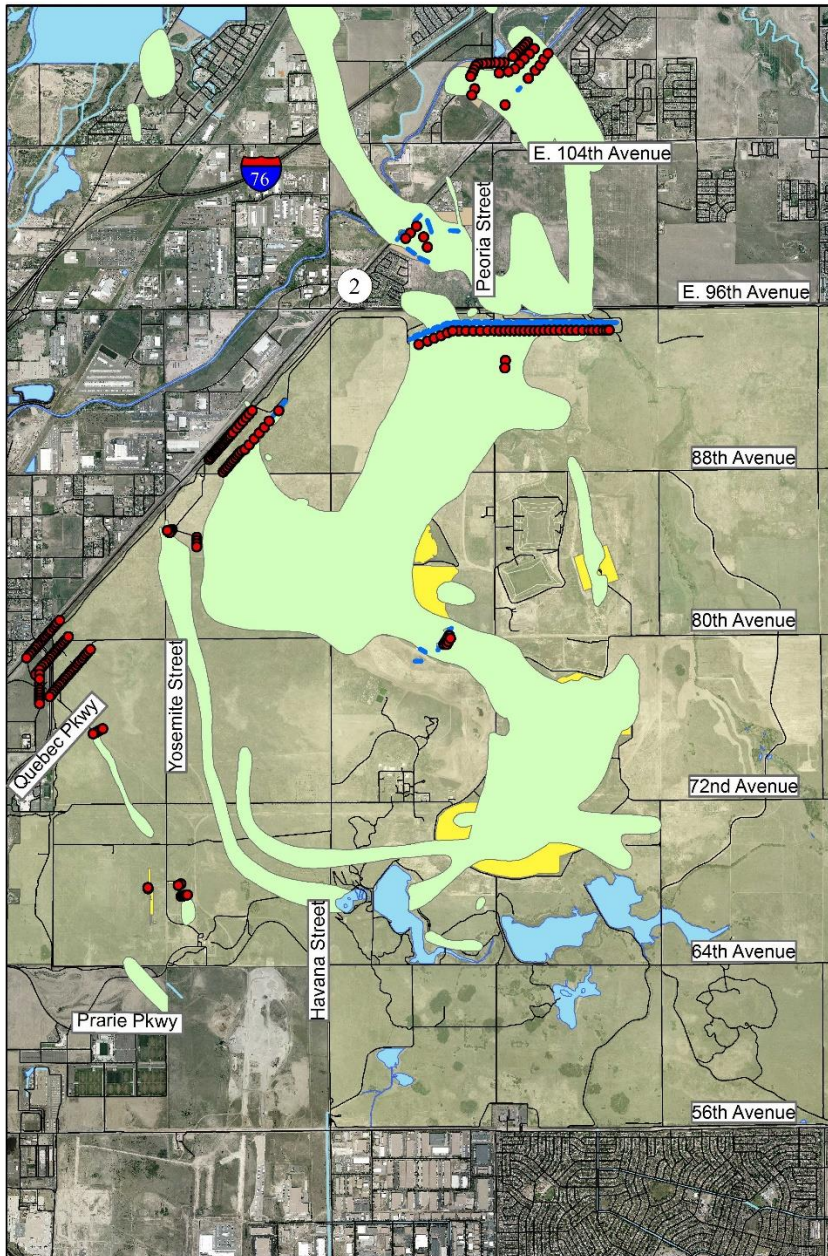 E. 104th Avenue
76
Peoria Street
2
E. 96th Avenue
88th Avenue
80th Avenue
Yosemite Street
Quebec Pkwy
72nd Avenue
Havana Street
64th Avenue
Prarie Pkwy
56th Avenue